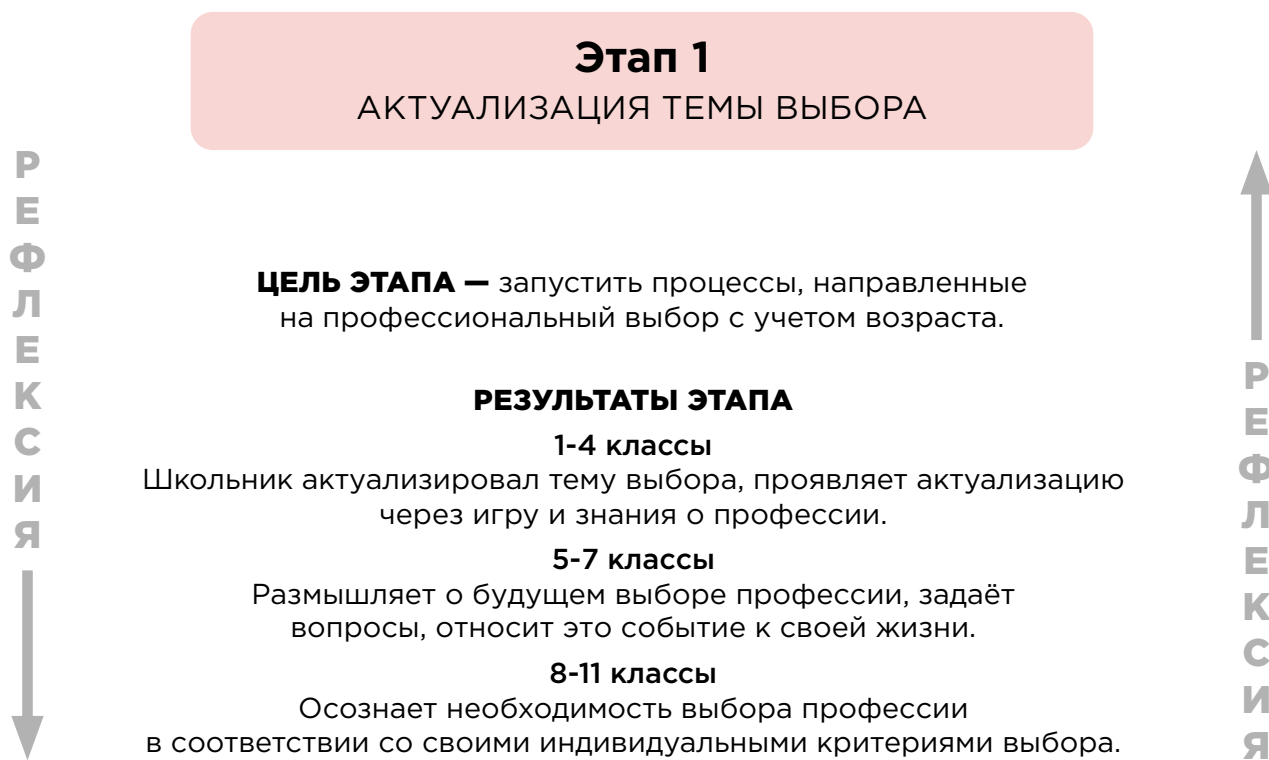 Этап 1
АКТУАЛИЗАЦИЯ ТЕМЫ ВЫБОРА
РЕФЛЕКСИЯ
ЦЕЛЬ ЭТАПА — запустить процессы, направленные
на профессиональный выбор с учетом возраста.
РЕЗУЛЬТАТЫ ЭТАПА
1-4 классы
Школьник актуализировал тему выбора, проявляет актуализацию
через игру и знания о профессии.
5-7 классы
Размышляет о будущем выборе профессии, задаёт
вопросы, относит это событие к своей жизни.
8-11 классы
Осознает необходимость выбора профессии
в соответствии со своими индивидуальными критериями выбора.
РЕФЛЕКСИЯ